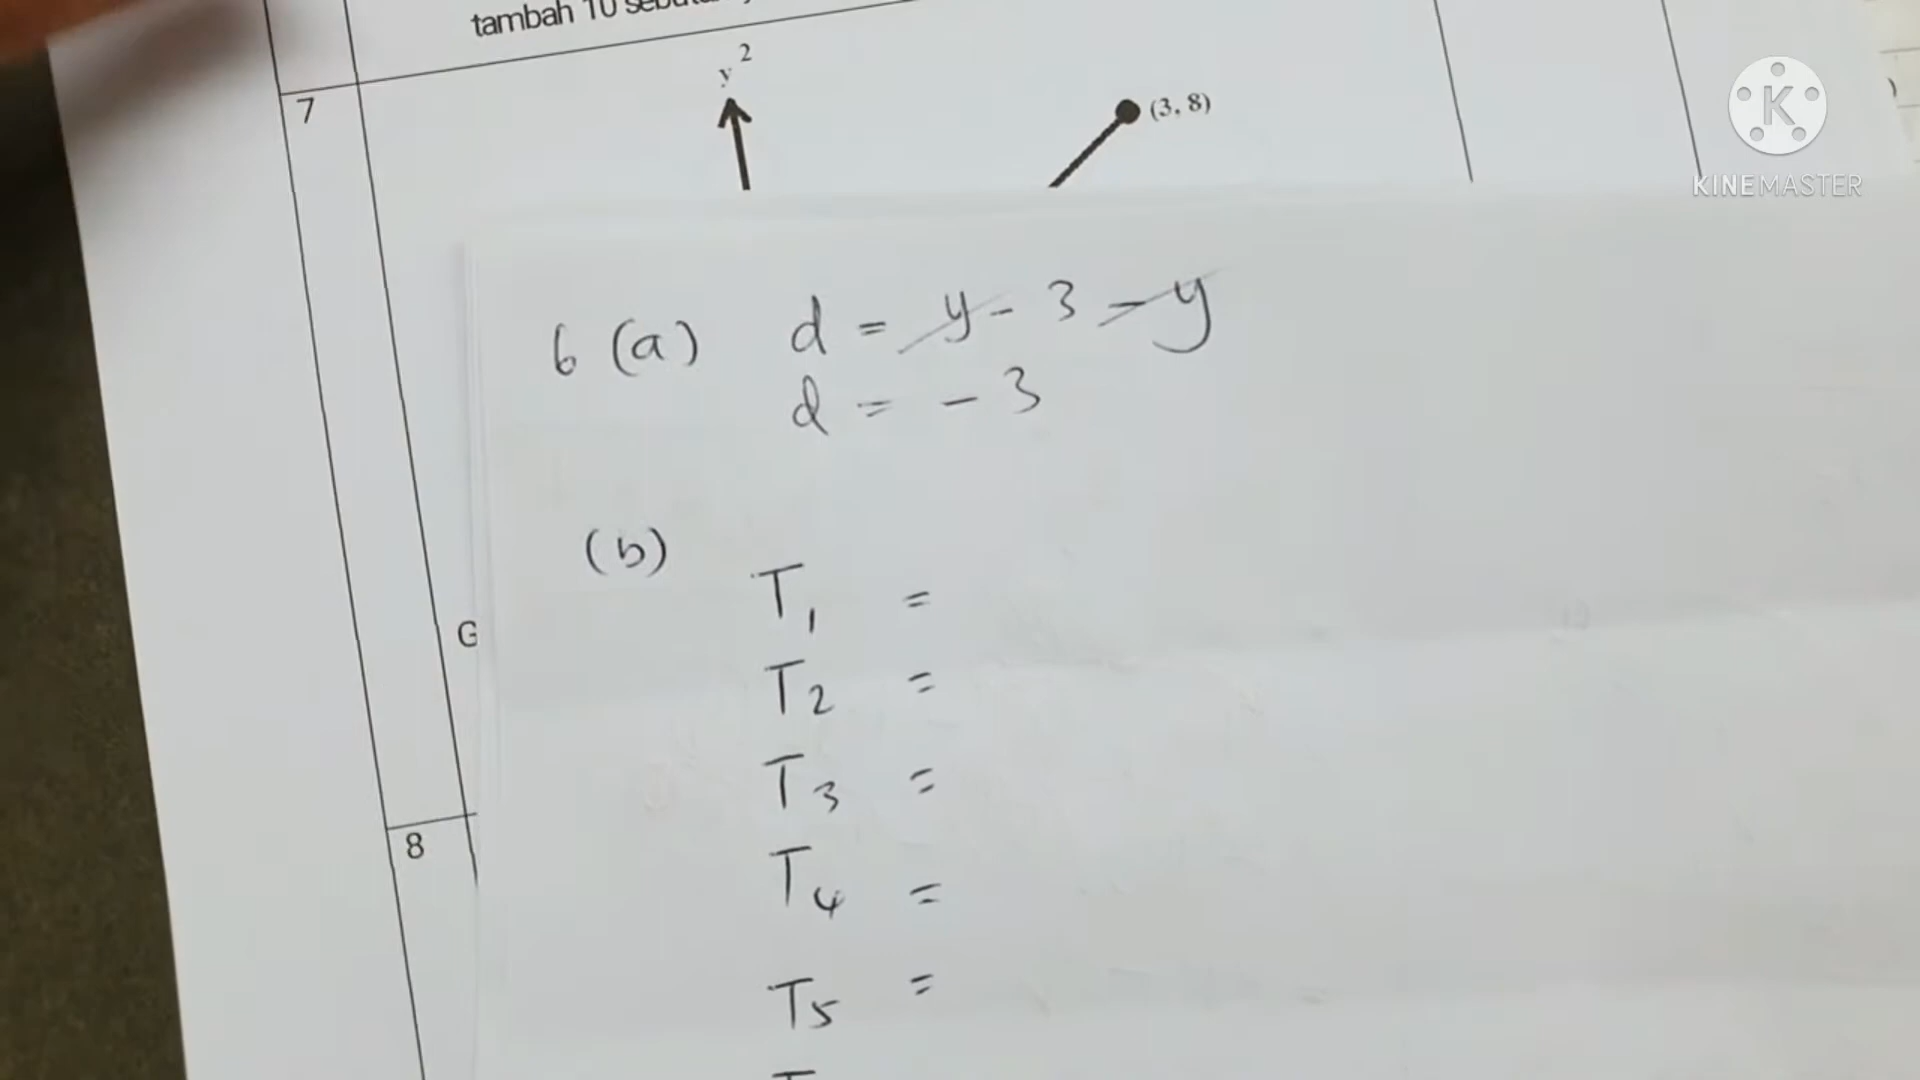 tambah 10
7
y 2
(3, 8)
KINEMASTER
6 (a) d = y - 3 - y
d = - 3
(b)
T1 =
G
T2 =
T3 =
8
T4 =
T5 =